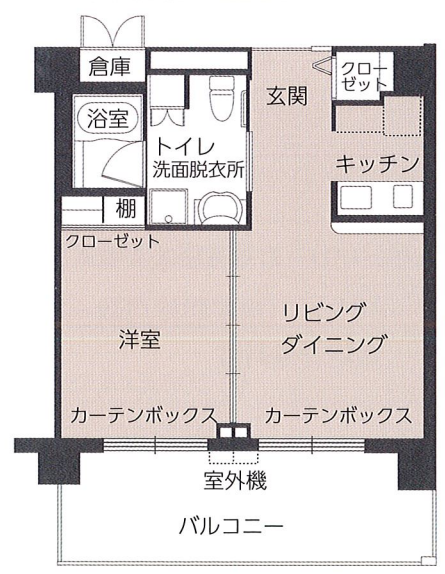 倉庫
浴室
トイレ
洗面脱衣所
玄関
クロー
ゼット
キッチン
棚
クローゼット
洋室
リビング
ダイニング
カーテンボックス
カーテンボックス
室外機
バルコニー